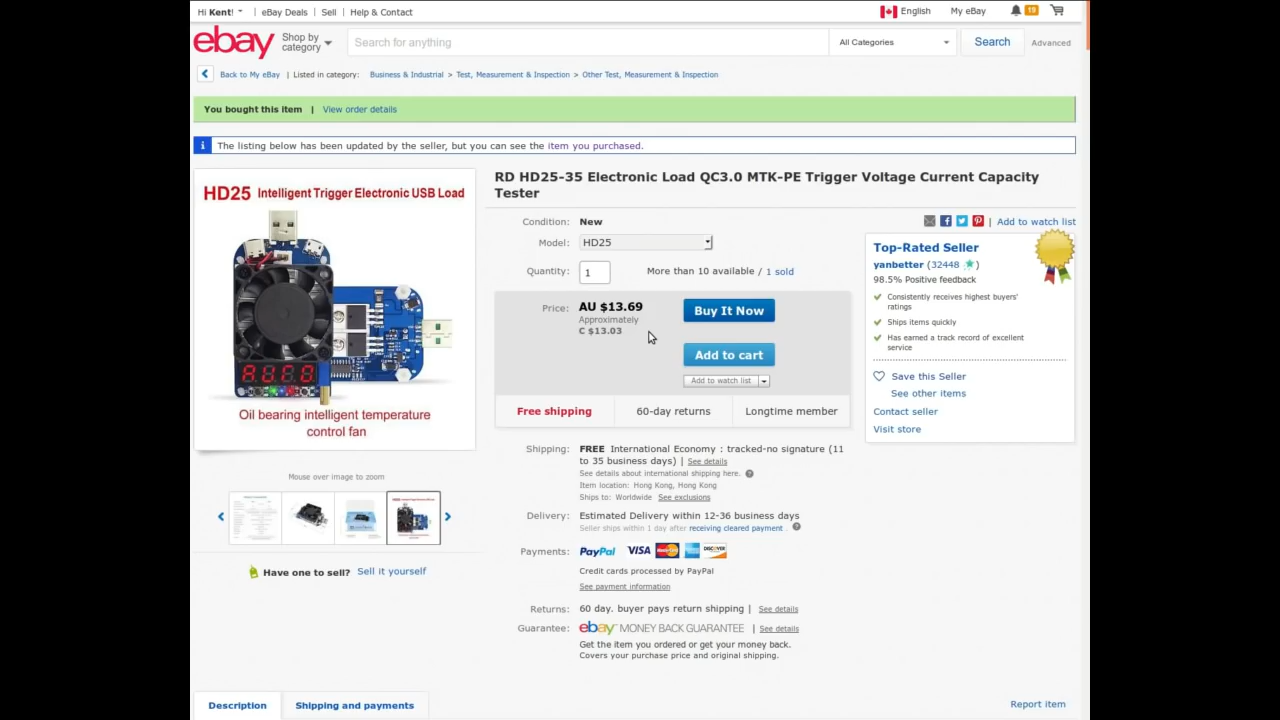 Hi Kent! | eBay Deals | Sell | Help & Contact
English My eBay 19
ebay Shop by category Search for anything All Categories Search Advanced
Back to My eBay | Listed in category: Business & Industrial > Test, Measurement & Inspection > Other Test, Measurement & Inspection
You bought this item | View order details
i The listing below has been updated by the seller, but you can see the item you purchased.
HD25 Intelligent Trigger Electronic USB Load
Oil bearing intelligent temperature
control fan
Mouse over image to zoom
Have one to sell? Sell it yourself
RD HD25-35 Electronic Load QC3.0 MTK-PE Trigger Voltage Current Capacity
Tester
Condition: New
Model: HD25
Quantity: 1 More than 10 available / 1 sold
Price: AU $13.69 Buy It Now
Approximately
C $13.03
Add to cart
Add to watch list
Free shipping 60-day returns Longtime member
Shipping: FREE International Economy : tracked-no signature (11
to 35 business days) | See details
See details about international shipping here.
Item location: Hong Kong, Hong Kong
Ships to: Worldwide See exclusions
Delivery: Estimated Delivery within 12-36 business days
Seller ships within 1 day after receiving cleared payment .
Payments: PayPal VISA MasterCard DISCOVER
Credit cards processed by PayPal
See payment information
Returns: 60 day. buyer pays return shipping | See details
Guarantee: ebay MONEY BACK GUARANTEE | See details
Get the item you ordered or get your money back.
Covers your purchase price and original shipping.
| Add to watch list
Top-Rated Seller
yanbetter (32448 )
98.5% Positive feedback
Consistently receives highest buyers'
ratings
Ships items quickly
Has earned a track record of excellent
service
Save this Seller
See other items
Contact seller
Visit store
Description Shipping and payments Report item